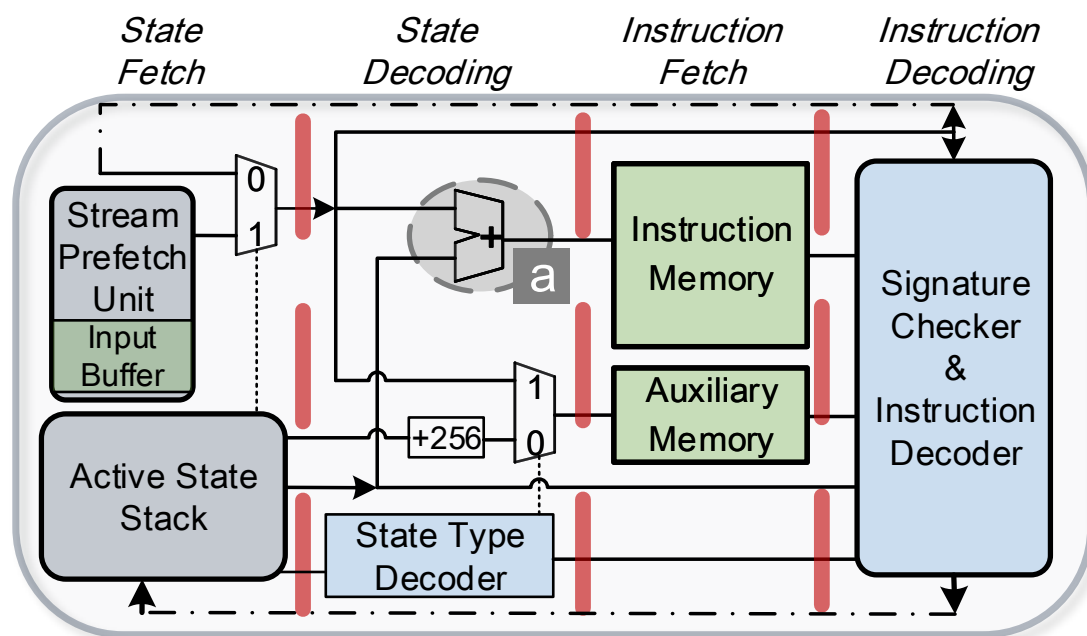 State
Fetch
State
Decoding
Instruction
Fetch
Instruction
Decoding
0
1
Stream
Prefetch
Unit
Input
Buffer
+
a
Instruction
Memory
Signature
Checker
&
Instruction
Decoder
1
0
+256
Auxiliary
Memory
Active State
Stack
State Type
Decoder